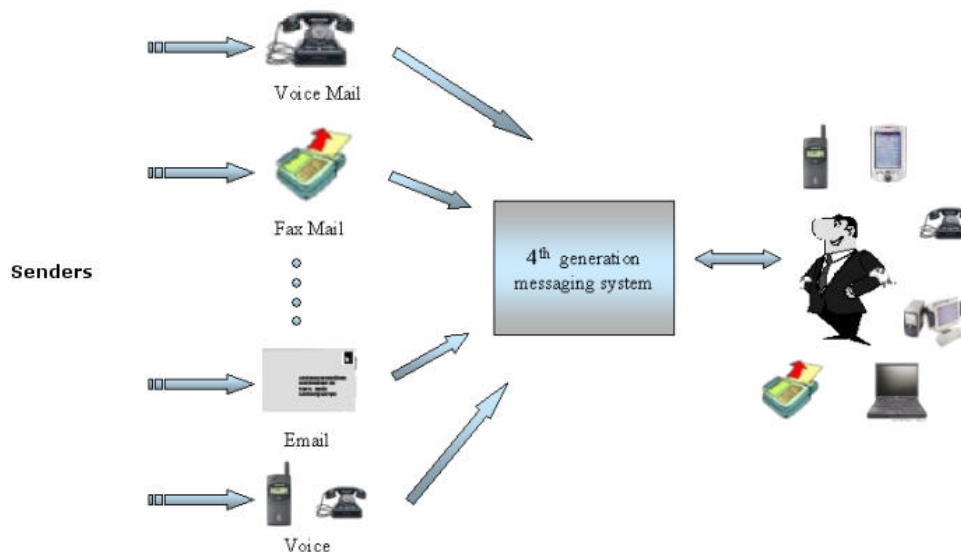 Voice Mail
Fax Mail
Senders
4th generation
messaging system
Email
Voice